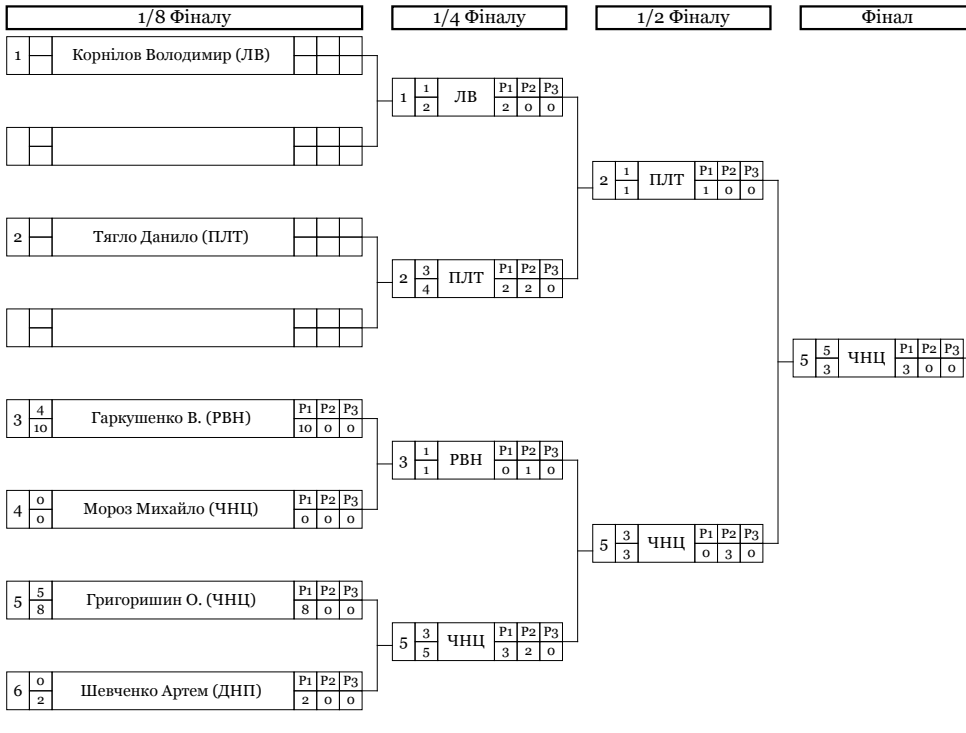 1/8 Фіналу 1/4 Фіналу 1/2 Фіналу Фінал
1 Корнілов Володимир (ЛВ)
1 1 ЛВ P1 P2 P3
2 2 0 0
2 1 ПЛТ P1 P2 P3
1 1 0 0
2 Тягло Данило (ПЛТ)
2 3 ПЛТ P1 P2 P3
4 2 2 0
5 5 ЧНЦ P1 P2 P3
3 3 0 0
3 4 Гаркушенко В. (РВН) P1 P2 P3
10 10 0 0
3 1 РВН P1 P2 P3
1 0 1 0
4 0 Мороз Михайло (ЧНЦ) P1 P2 P3
0 0 0 0
5 3 ЧНЦ P1 P2 P3
3 0 3 0
5 5 Григоришин О. (ЧНЦ) P1 P2 P3
8 8 0 0
5 3 ЧНЦ P1 P2 P3
5 3 2 0
6 0 Шевченко Артем (ДНП) P1 P2 P3
2 2 0 0